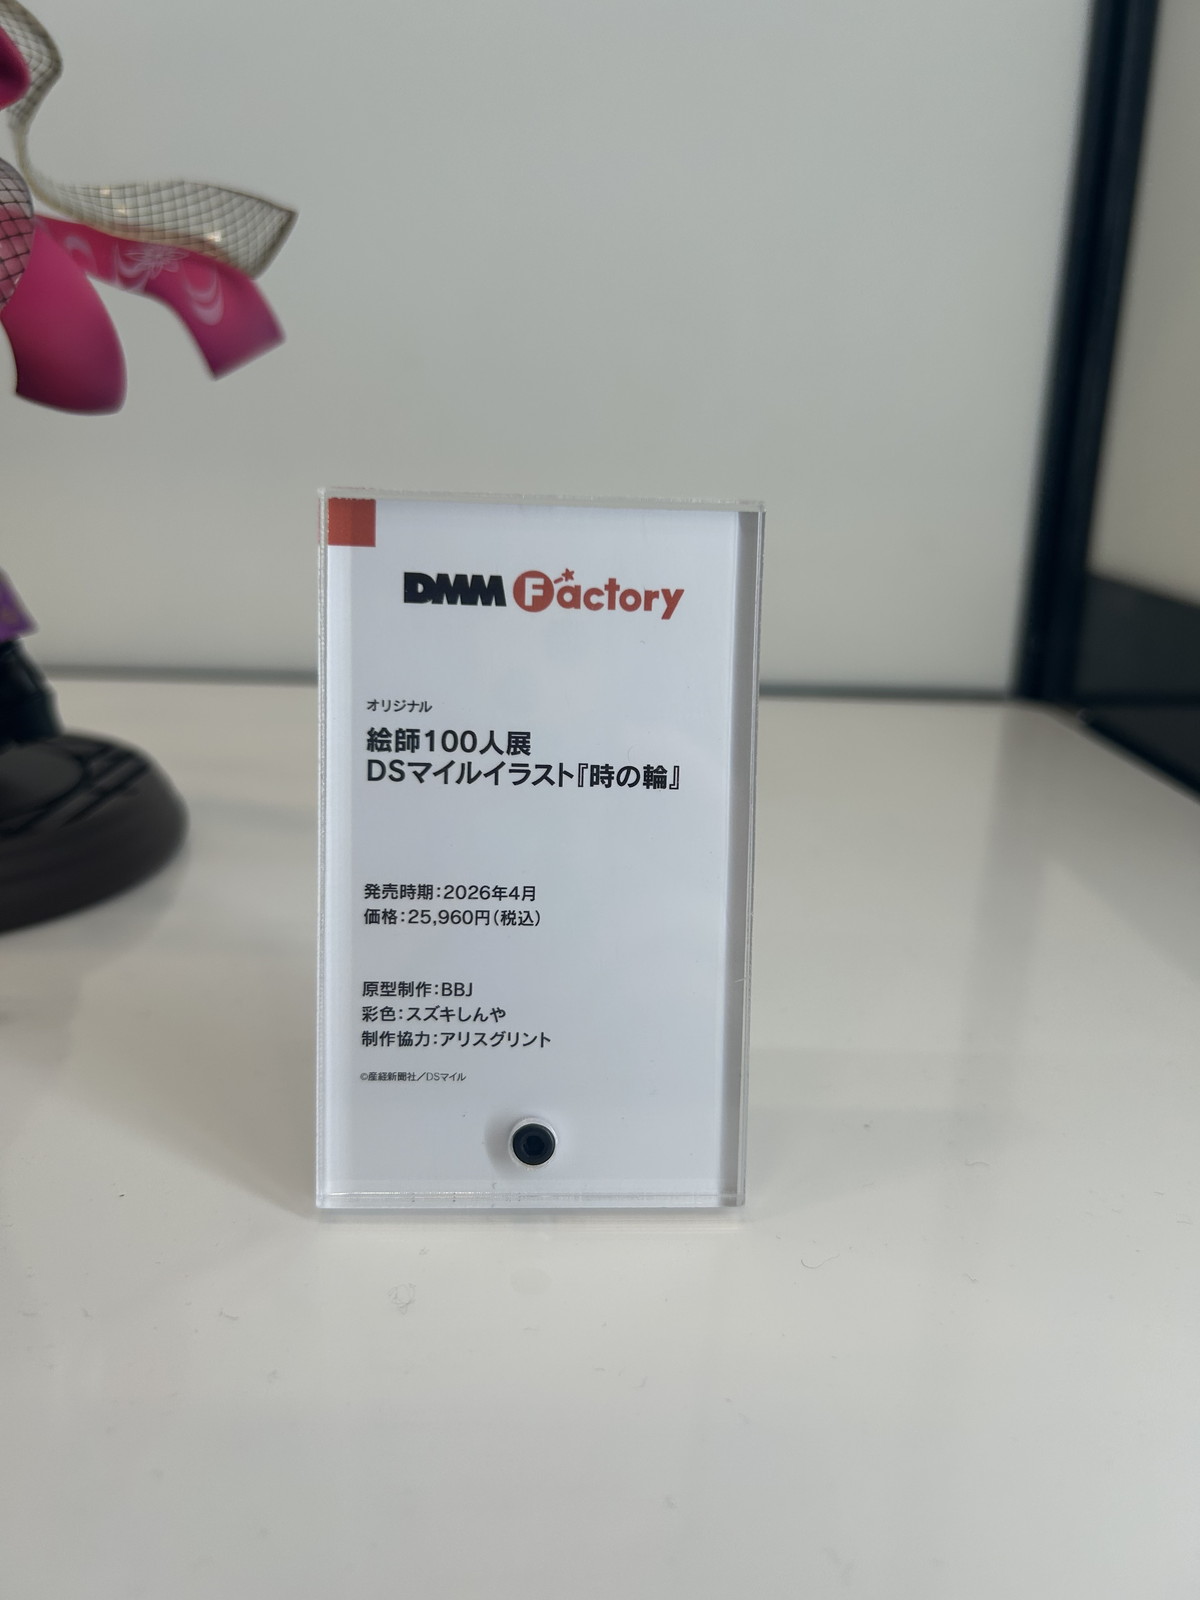 DMM Factory
オリジナル
絵師100人展
DSマイルイラスト『時の輪』
発売時期：2026年4月
価格：25,960円（税込）
原型制作：BBJ
彩色：スズキしんや
制作協力：アリスグリント
©産経新聞社／DSマイル